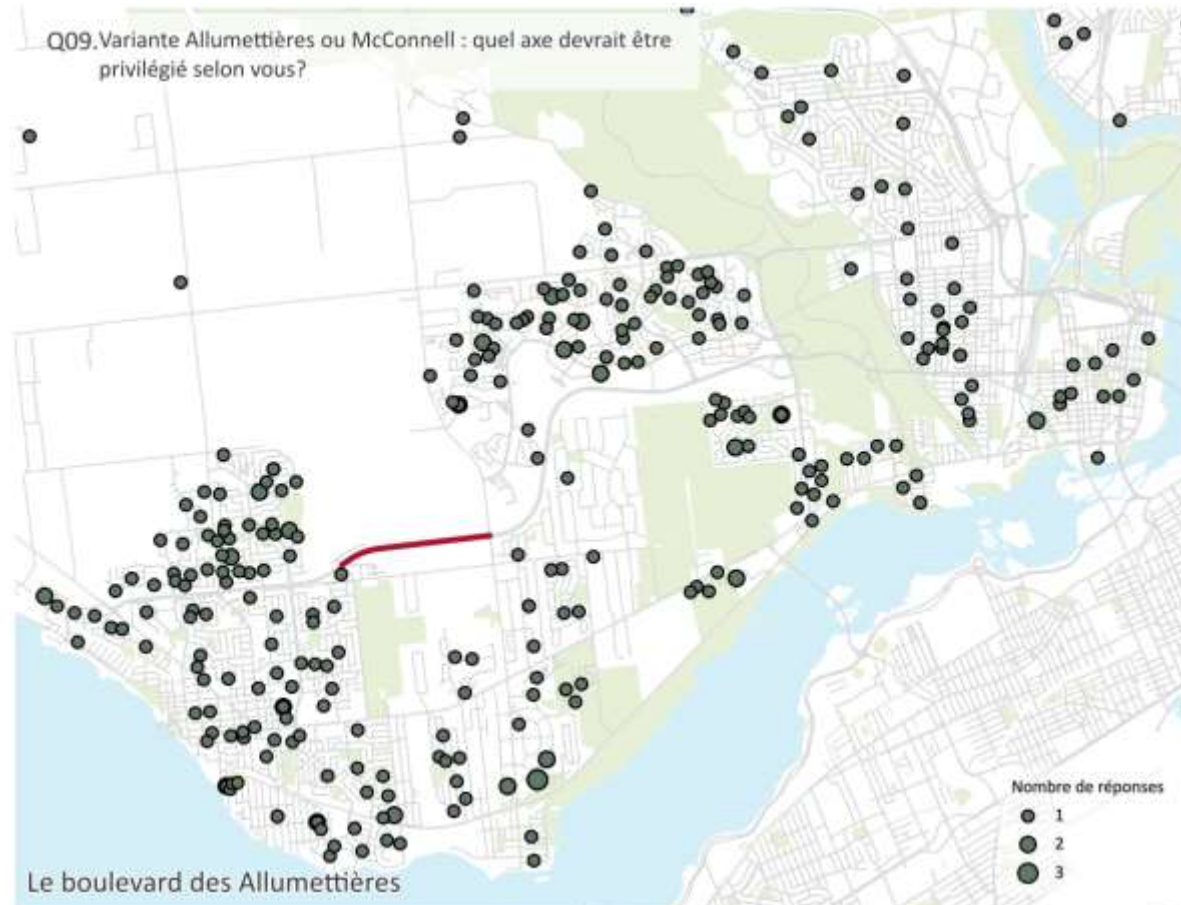 Q09. Variante Allumettières ou McConnell : quel axe devrait être
privilégié selon vous?
Nombre de réponses
1
2
3
Le boulevard des Allumettières